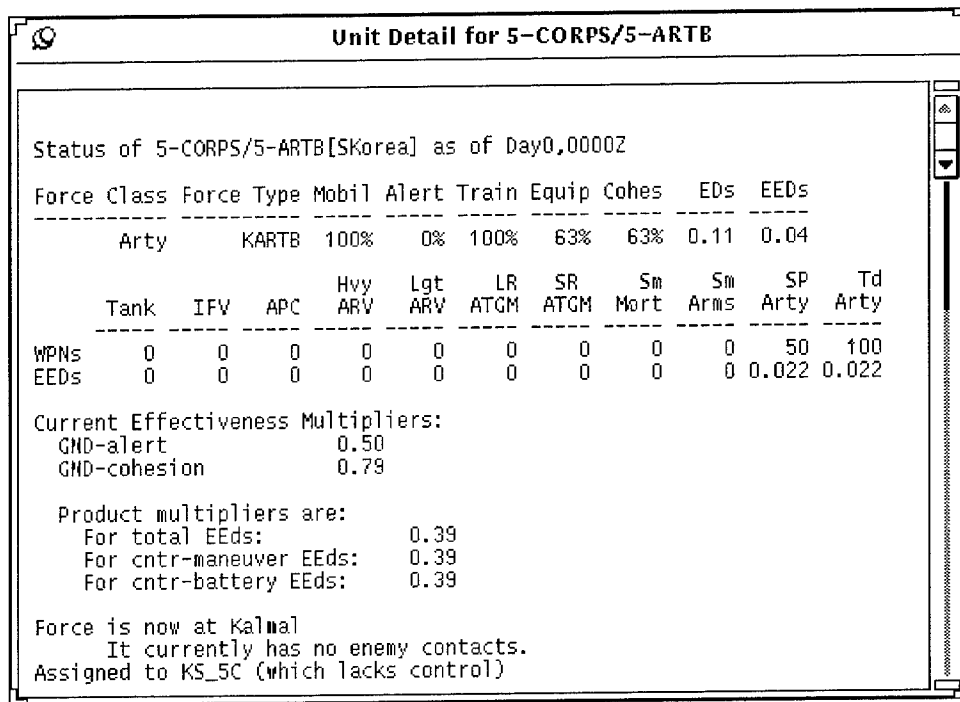 Unit Detail for 5-CORPS/5-ARTB
Status of 5-CORPS/5-ARTB[SKorea] as of Day0,0000Z
Force Class Force Type Mobil Alert Train Equip Cohes EDs EEDs
----------- ---------- ----- ----- ----- ----- ----- ----- -----
Arty KARTB 100% 0% 100% 63% 63% 0.11 0.04
Hvy Lgt LR SR Sm Sm SP Td
Tank IFV APC ARV ARV ATGM ATGM Mort Arms Arty Arty
----- ----- ----- ----- ----- ----- ----- ----- ----- ----- -----
WPNs 0 0 0 0 0 0 0 0 0 50 100
EEDs 0 0 0 0 0 0 0 0 0 0.022 0.022
Current Effectiveness Multipliers:
GND-alert 0.50
GND-cohesion 0.79
Product multipliers are:
For total EEds: 0.39
For cntr-maneuver EEds: 0.39
For cntr-battery EEds: 0.39
Force is now at Kalmal
It currently has no enemy contacts.
Assigned to KS_5C (which lacks control)